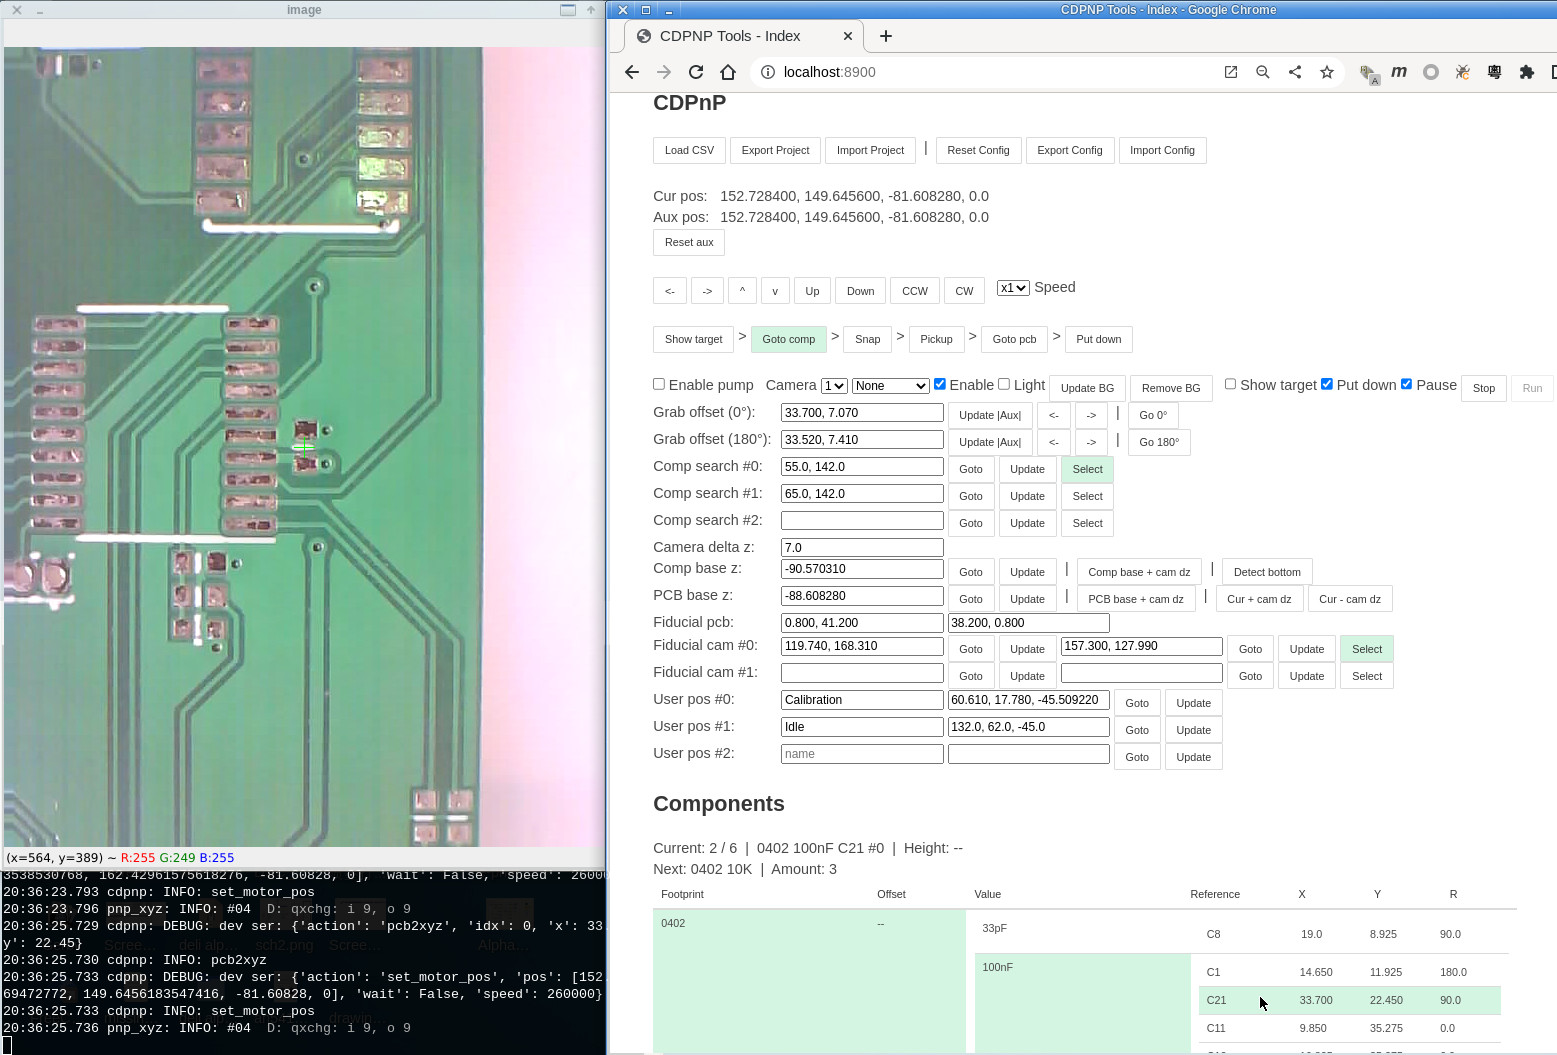 image
(x=564, y=389) ~ R:255 G:249 B:255
3538530768, 162.42961575618276, -81.60828, 0], 'wait': False, 'speed': 26000
20:36:23.793 cdpnp: INFO: set_motor_pos
20:36:23.796 pnp_xyz: INFO: #04  D: qxchg: i 9, o 9
20:36:25.729 cdpnp: DEBUG: dev ser: {'action': 'pcb2xyz', 'idx': 0, 'x': 33.
y': 22.45}
20:36:25.730 cdpnp: INFO: pcb2xyz
20:36:25.733 cdpnp: DEBUG: dev ser: {'action': 'set_motor_pos', 'pos': [152.
69472772, 149.6456183547416, -81.60828, 0], 'wait': False, 'speed': 260000}
20:36:25.733 cdpnp: INFO: set_motor_pos
20:36:25.736 pnp_xyz: INFO: #04  D: qxchg: i 9, o 9
CDPNP Tools - Index - Google Chrome
CDPNP Tools - Index
localhost:8900
CDPnP
Load CSV Export Project Import Project | Reset Config Export Config Import Config
Cur pos: 152.728400, 149.645600, -81.608280, 0.0
Aux pos: 152.728400, 149.645600, -81.608280, 0.0
Reset aux
<- -> ^ v Up Down CCW CW x1 Speed
Show target > Goto comp > Snap > Pickup > Goto pcb > Put down
Enable pump Camera 1 None Enable Light Update BG Remove BG Show target Put down Pause Stop Run
Grab offset (0°): 33.700, 7.070 Update |Aux| <- -> | Go 0°
Grab offset (180°): 33.520, 7.410 Update |Aux| <- -> | Go 180°
Comp search #0: 55.0, 142.0 Goto Update Select
Comp search #1: 65.0, 142.0 Goto Update Select
Comp search #2: Goto Update Select
Camera delta z: 7.0
Comp base z: -90.570310 Goto Update | Comp base + cam dz | Detect bottom
PCB base z: -88.608280 Goto Update | PCB base + cam dz | Cur + cam dz Cur - cam dz
Fiducial pcb: 0.800, 41.200 38.200, 0.800
Fiducial cam #0: 119.740, 168.310 Goto Update 157.300, 127.990 Goto Update Select
Fiducial cam #1: Goto Update Goto Update Select
User pos #0: Calibration 60.610, 17.780, -45.509220 Goto Update
User pos #1: Idle 132.0, 62.0, -45.0 Goto Update
User pos #2: name Goto Update
Components
Current: 2 / 6 | 0402 100nF C21 #0 | Height: --
Next: 0402 10K | Amount: 3
Footprint Offset Value Reference X Y R
0402 -- 33pF C8 19.0 8.925 90.0
100nF C1 14.650 11.925 180.0
C21 33.700 22.450 90.0
C11 9.850 35.275 0.0